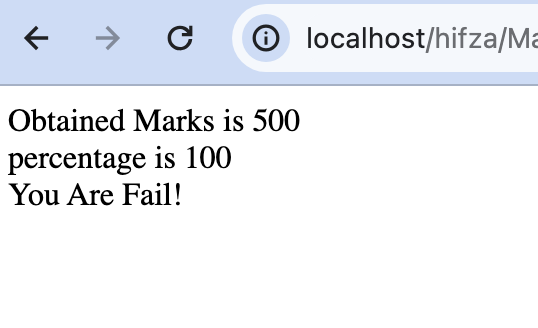 localhost/hifza/Ma
Obtained Marks is 500
percentage is 100
You Are Fail!